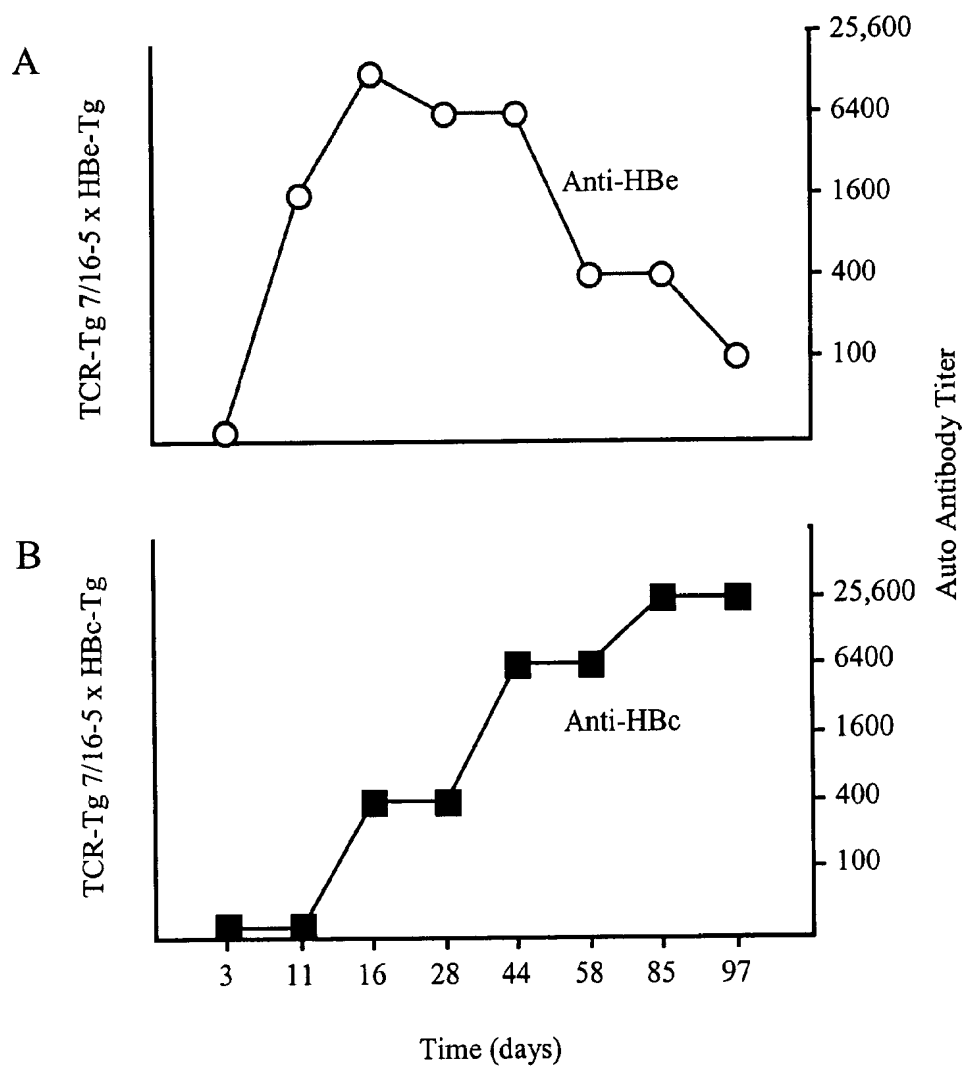 A
TCR-Tg 7/16-5 x HBe-Tg
Anti-HBe
25,600
6400
1600
400
100
B
TCR-Tg 7/16-5 x HBc-Tg
Anti-HBc
25,600
6400
1600
400
100
Auto Antibody Titer
3 11 16 28 44 58 85 97
Time (days)